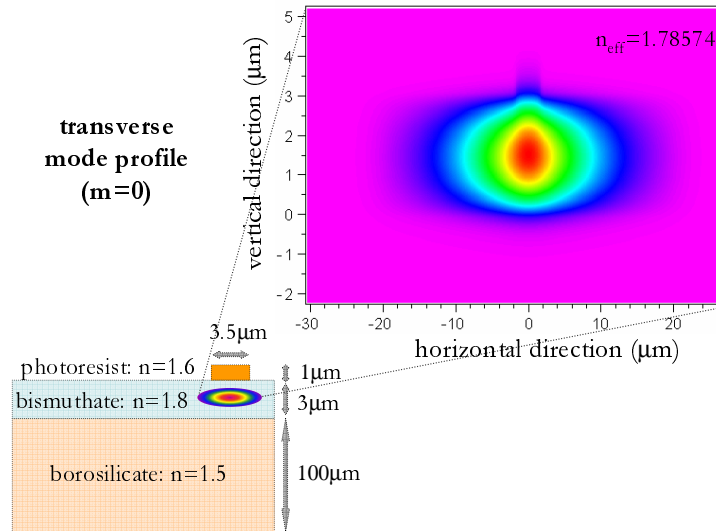 transverse
mode profile
(m=0)
vertical direction (μm)
5
4
3
2
1
0
-1
-2
n_eff=1.78574
-30
-20
-10
0
10
20
horizontal direction (μm)
3.5μm
photoresist: n=1.6
1μm
bismuthate: n=1.8
3μm
borosilicate: n=1.5
100μm